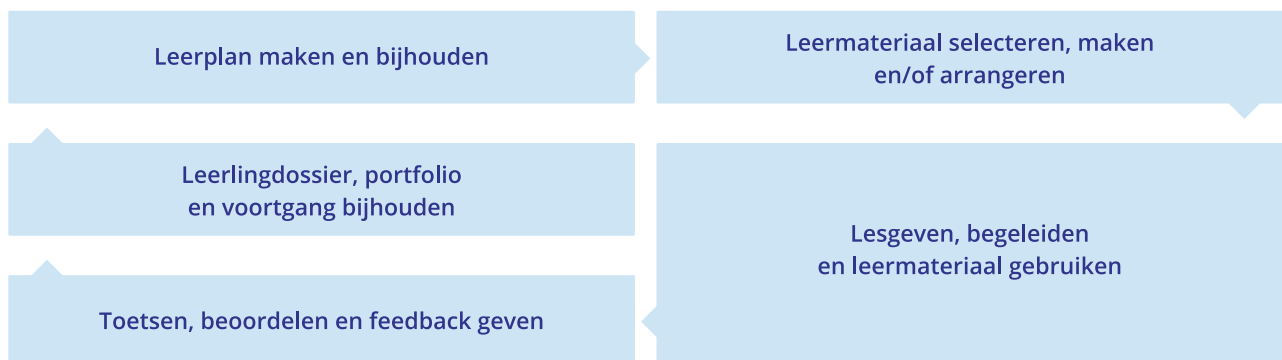 Leerplan maken en bijhouden
Leermateriaal selecteren, maken
en/of arrangeren
Leerlingdossier, portfolio
en voortgang bijhouden
Lesgeven, begeleiden
en leermateriaal gebruiken
Toetsen, beoordelen en feedback geven